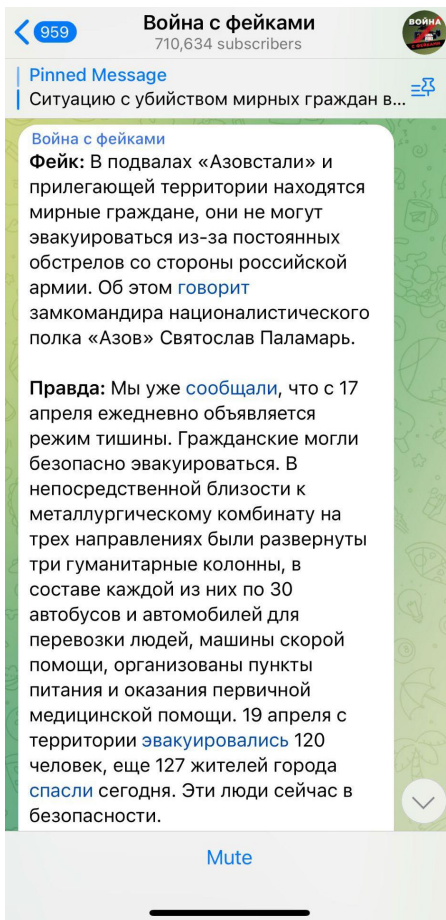 959
Война с фейками
710,634 subscribers
ВОЙНА
С ФЕЙКАМИ
Pinned Message
Ситуацию с убийством мирных граждан в...
Война с фейками
Фейк: В подвалах «Азовстали» и
прилегающей территории находятся
мирные граждане, они не могут
эвакуироваться из-за постоянных
обстрелов со стороны российской
армии. Об этом говорит
замкомандира националистического
полка «Азов» Святослав Паламарь.
Правда: Мы уже сообщали, что с 17
апреля ежедневно объявляется
режим тишины. Гражданские могли
безопасно эвакуироваться. В
непосредственной близости к
металлургическому комбинату на
трех направлениях были развернуты
три гуманитарные колонны, в
составе каждой из них по 30
автобусов и автомобилей для
перевозки людей, машины скорой
помощи, организованы пункты
питания и оказания первичной
медицинской помощи. 19 апреля с
территории эвакуировались 120
человек, еще 127 жителей города
спасли сегодня. Эти люди сейчас в
безопасности.
Mute